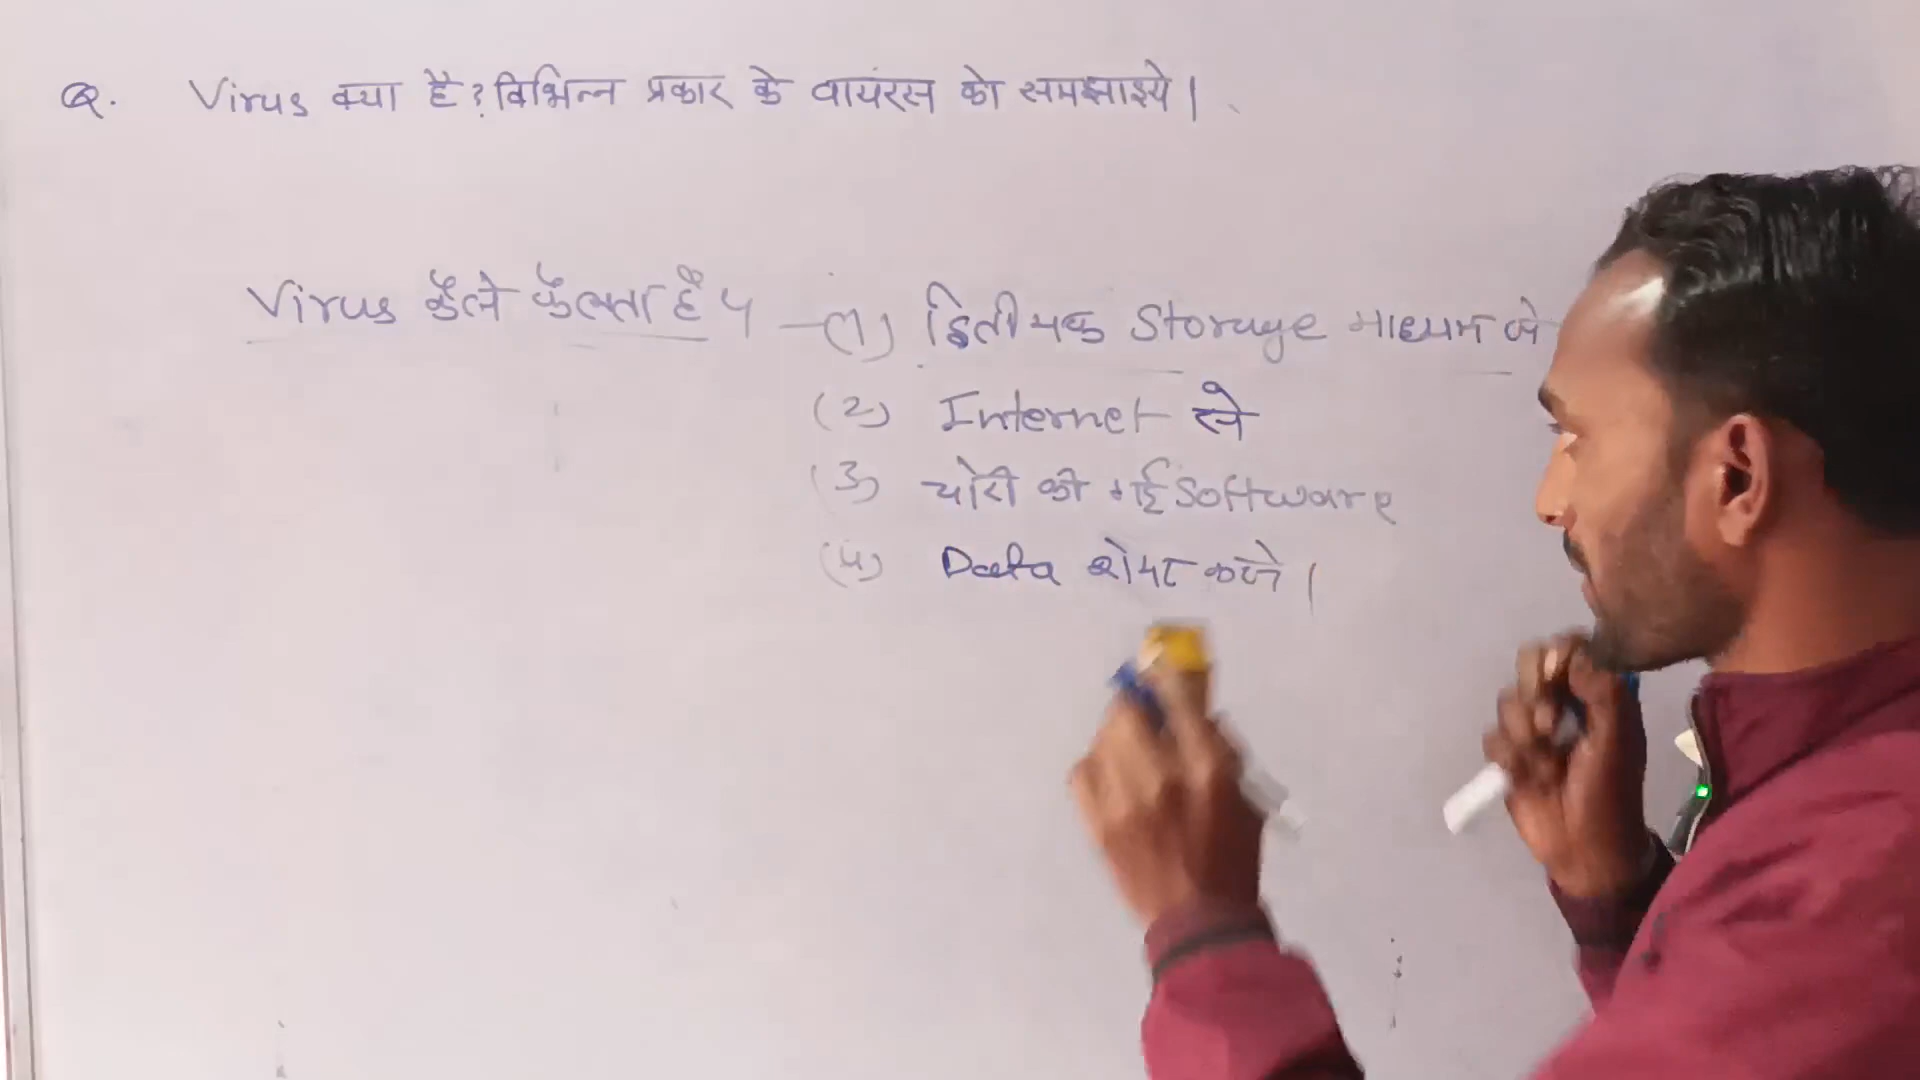 Q. Virus क्या है? विभिन्न प्रकार के वायरस को समझाइये।
Virus कैसे फैलता है? – (1) द्वितीयक Storage माध्यम से
(2) Internet से
(3) चोरी की गई Software
(4) Data शेयर करने।